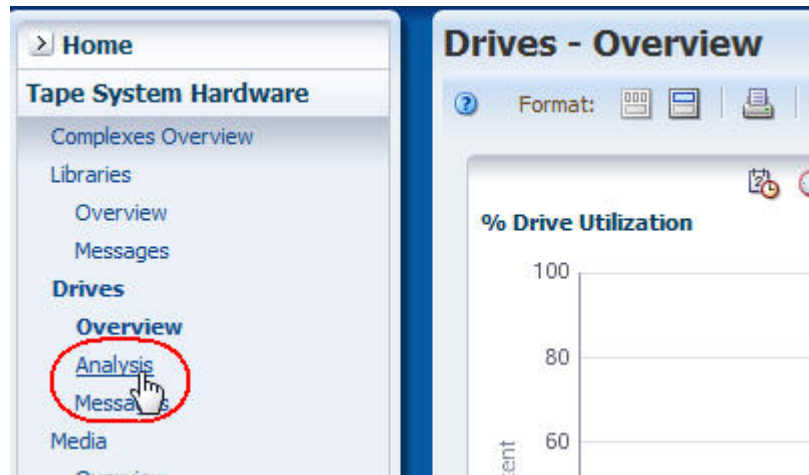 Home
Tape System Hardware
Complexes Overview
Libraries
Overview
Messages
Drives
Overview
Analysis
Media
Drives - Overview
Format:
% Drive Utilization
100
80
60